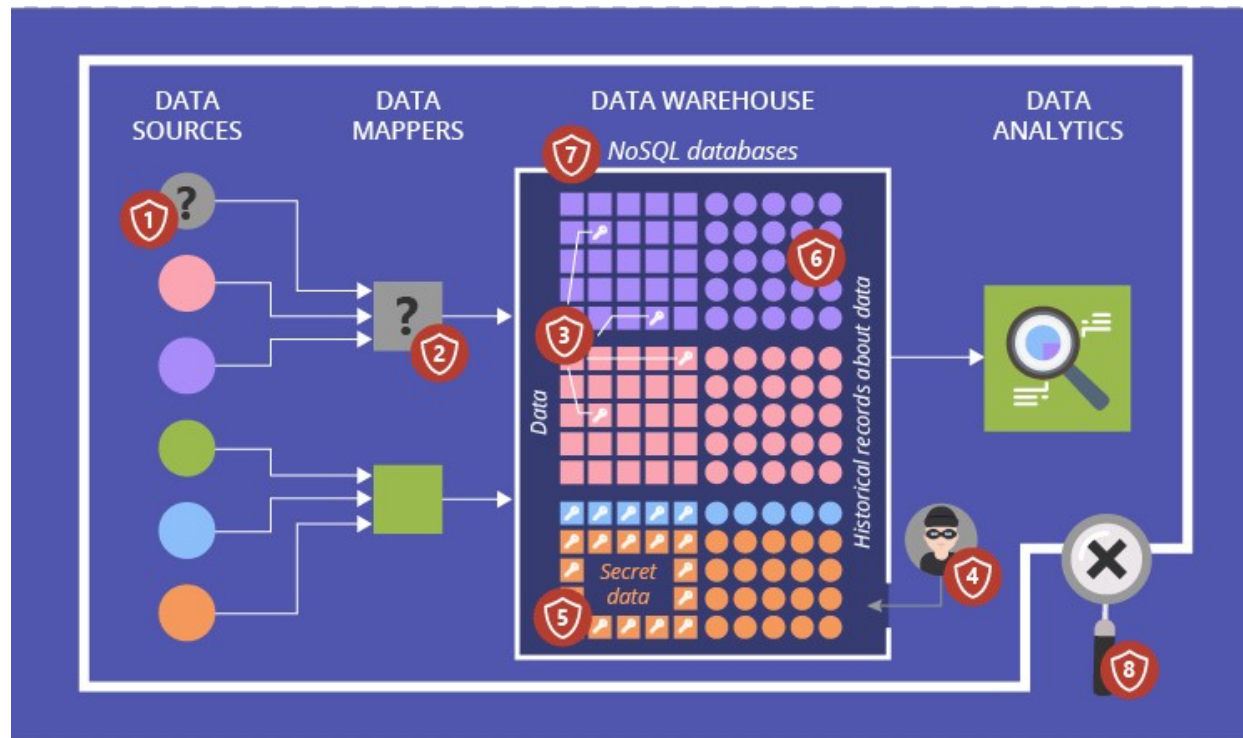 DATA
SOURCES
DATA
MAPPERS
DATA WAREHOUSE
DATA
ANALYTICS
7
NoSQL databases
1
?
6
?
2
3
Data
Historical records about data
Secret
data
4
5
8